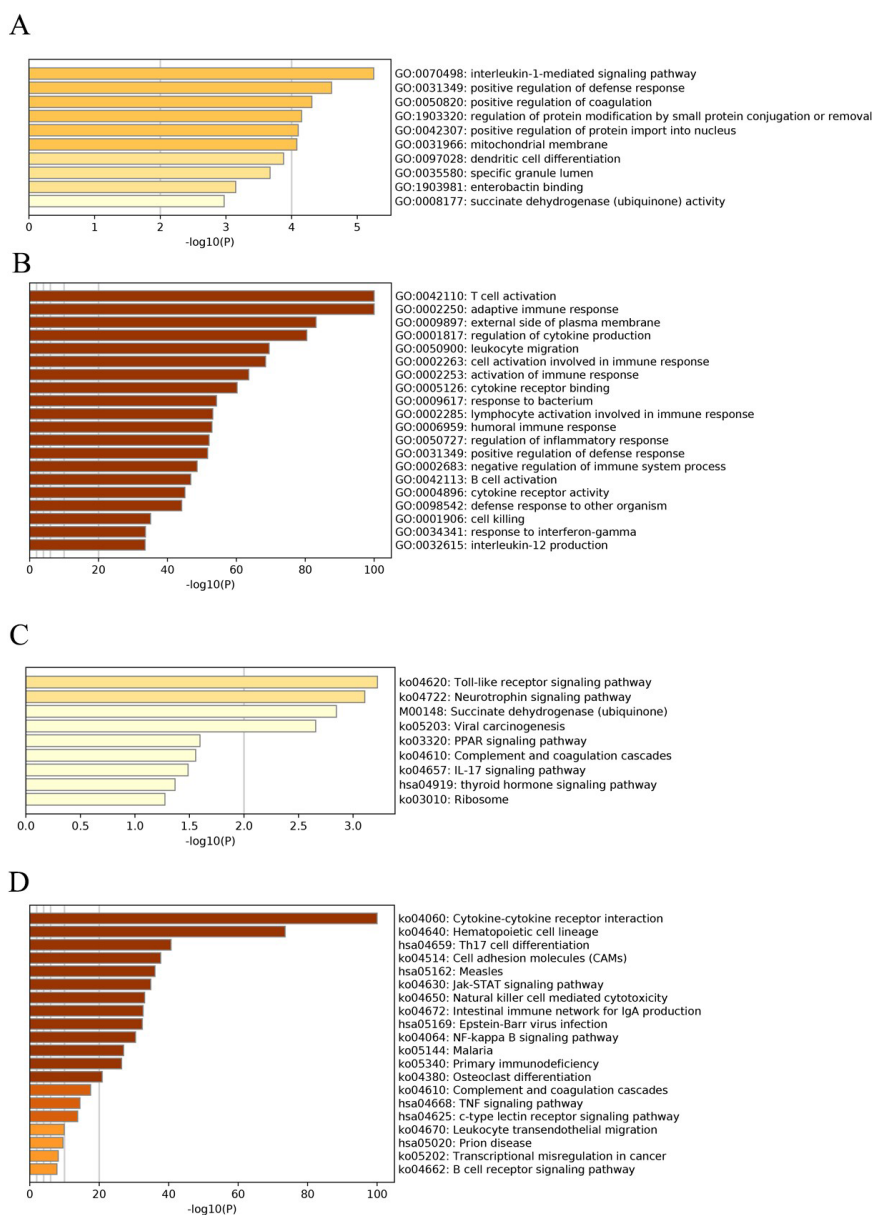 A
GO:0070498: interleukin-1-mediated signaling pathway
GO:0031349: positive regulation of defense response
GO:0050820: positive regulation of coagulation
GO:1903320: regulation of protein modification by small protein conjugation or removal
GO:0042307: positive regulation of protein import into nucleus
GO:0031966: mitochondrial membrane
GO:0097028: dendritic cell differentiation
GO:0035580: specific granule lumen
GO:1903981: enterobactin binding
GO:0008177: succinate dehydrogenase (ubiquinone) activity
0 1 2 3 4 5
-log10(P)
B
GO:0042110: T cell activation
GO:0002250: adaptive immune response
GO:0009897: external side of plasma membrane
GO:0001817: regulation of cytokine production
GO:0050900: leukocyte migration
GO:0002263: cell activation involved in immune response
GO:0002253: activation of immune response
GO:0005126: cytokine receptor binding
GO:0009617: response to bacterium
GO:0002285: lymphocyte activation involved in immune response
GO:0006959: humoral immune response
GO:0050727: regulation of inflammatory response
GO:0031349: positive regulation of defense response
GO:0002683: negative regulation of immune system process
GO:0042113: B cell activation
GO:0004896: cytokine receptor activity
GO:0098542: defense response to other organism
GO:0001906: cell killing
GO:0034341: response to interferon-gamma
GO:0032615: interleukin-12 production
0 20 40 60 80 100
-log10(P)
C
ko04620: Toll-like receptor signaling pathway
ko04722: Neurotrophin signaling pathway
M00148: Succinate dehydrogenase (ubiquinone)
ko05203: Viral carcinogenesis
ko03320: PPAR signaling pathway
ko04610: Complement and coagulation cascades
ko04657: IL-17 signaling pathway
hsa04919: thyroid hormone signaling pathway
ko03010: Ribosome
0.0 0.5 1.0 1.5 2.0 2.5 3.0
-log10(P)
D
ko04060: Cytokine-cytokine receptor interaction
ko04640: Hematopoietic cell lineage
hsa04659: Th17 cell differentiation
ko04514: Cell adhesion molecules (CAMs)
hsa05162: Measles
ko04630: Jak-STAT signaling pathway
ko04650: Natural killer cell mediated cytotoxicity
ko04672: Intestinal immune network for IgA production
hsa05169: Epstein-Barr virus infection
ko04064: NF-kappa B signaling pathway
ko05144: Malaria
ko05340: Primary immunodeficiency
ko04380: Osteoclast differentiation
ko04610: Complement and coagulation cascades
hsa04668: TNF signaling pathway
hsa04625: c-type lectin receptor signaling pathway
ko04670: Leukocyte transendothelial migration
hsa05020: Prion disease
ko05202: Transcriptional misregulation in cancer
ko04662: B cell receptor signaling pathway
0 20 40 60 80 100
-log10(P)